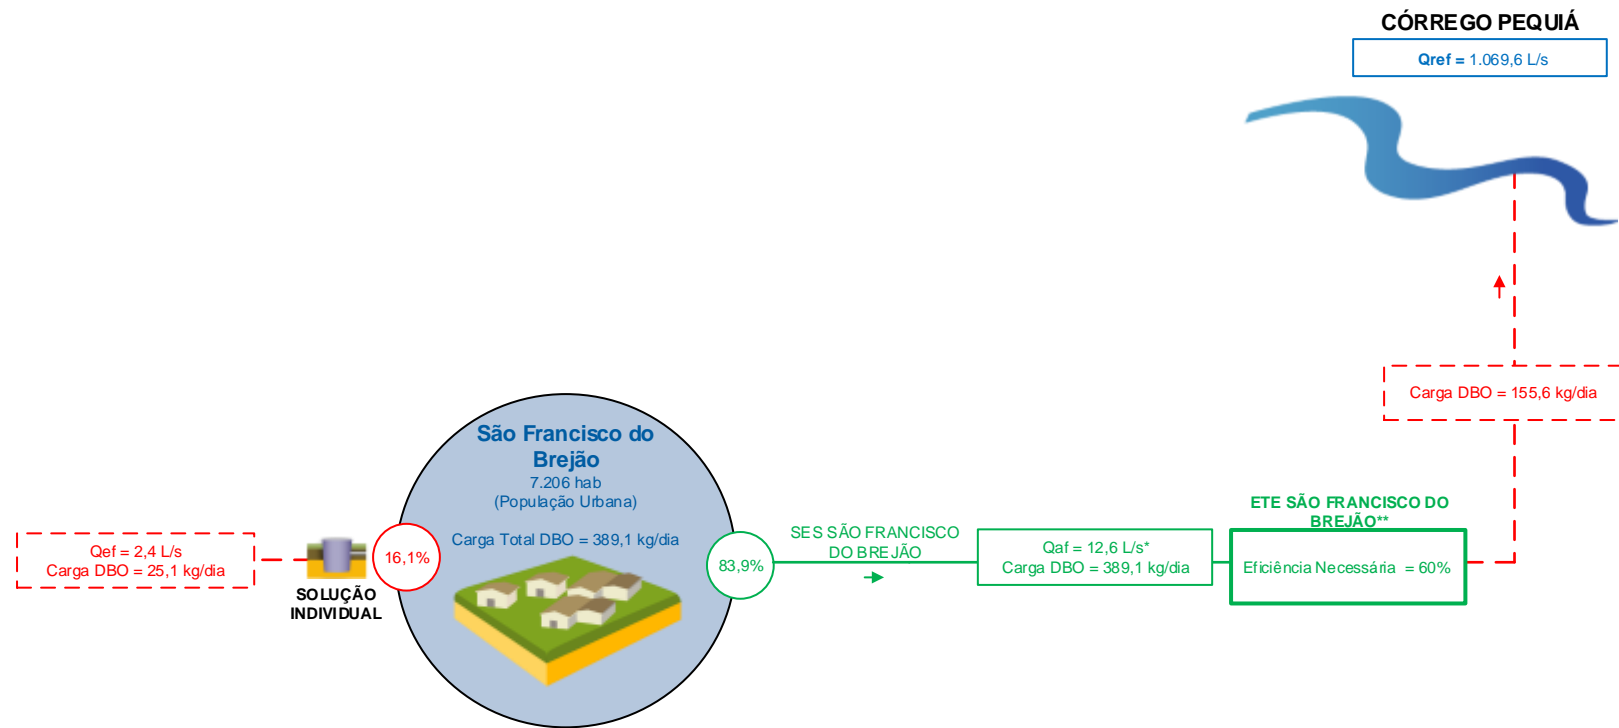 CÓRREGO PEQUIÁ
Qref = 1.069,6 L/s
Carga DBO = 155,6 kg/dia
São Francisco do
Brejão
7.206 hab
(População Urbana)
Carga Total DBO = 389,1 kg/dia
Qef = 2,4 L/s
Carga DBO = 25,1 kg/dia
SOLUÇÃO
INDIVIDUAL
16,1%
83,9%
SES SÃO FRANCISCO
DO BREJÃO
Qaf = 12,6 L/s*
Carga DBO = 389,1 kg/dia
ETE SÃO FRANCISCO DO
BREJÃO**
Eficiência Necessária = 60%